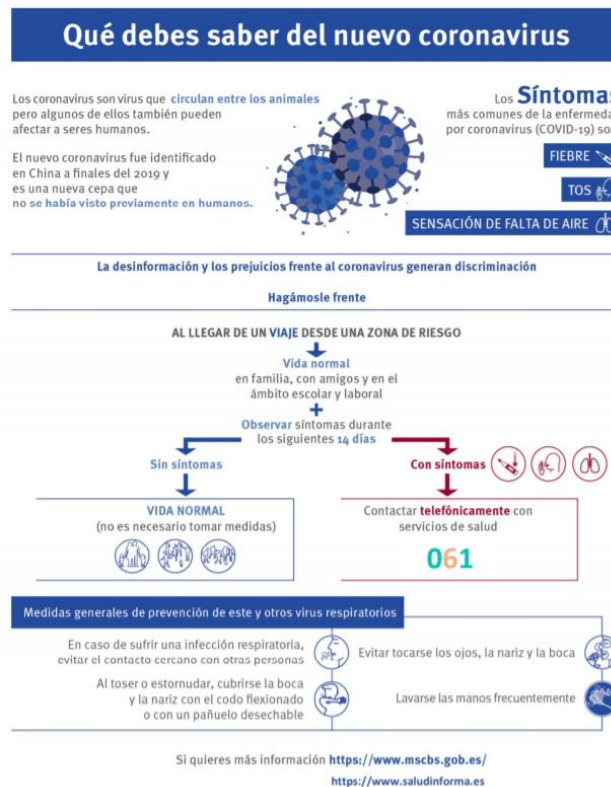 Qué debes saber del nuevo coronavirus
Los coronavirus son virus que circulan entre los animales
pero algunos de ellos también pueden
afectar a seres humanos.
El nuevo coronavirus fue identificado
en China a finales del 2019 y
es una nueva cepa que
no se había visto previamente en humanos.
Los Síntomas
más comunes de la enfermeda
por coronavirus (COVID-19) so
FIEBRE
TOS
SENSACIÓN DE FALTA DE AIRE
La desinformación y los prejuicios frente al coronavirus generan discriminación
Hagámosle frente
AL LLEGAR DE UN VIAJE DESDE UNA ZONA DE RIESGO
Vida normal
en familia, con amigos y en el
ámbito escolar y laboral
+
Observar síntomas durante
los siguientes 14 días
Sin síntomas
VIDA NORMAL
(no es necesario tomar medidas)
Con síntomas
Contactar telefónicamente con
servicios de salud
061
Medidas generales de prevención de este y otros virus respiratorios
En caso de sufrir una infección respiratoria,
evitar el contacto cercano con otras personas
Al toser o estornudar, cubrirse la boca
y la nariz con el codo flexionado
o con un pañuelo desechable
Evitar tocarse los ojos, la nariz y la boca
Lavarse las manos frecuentemente
Si quieres más información https://www.mscbs.gob.es/
https://www.saludinforma.es